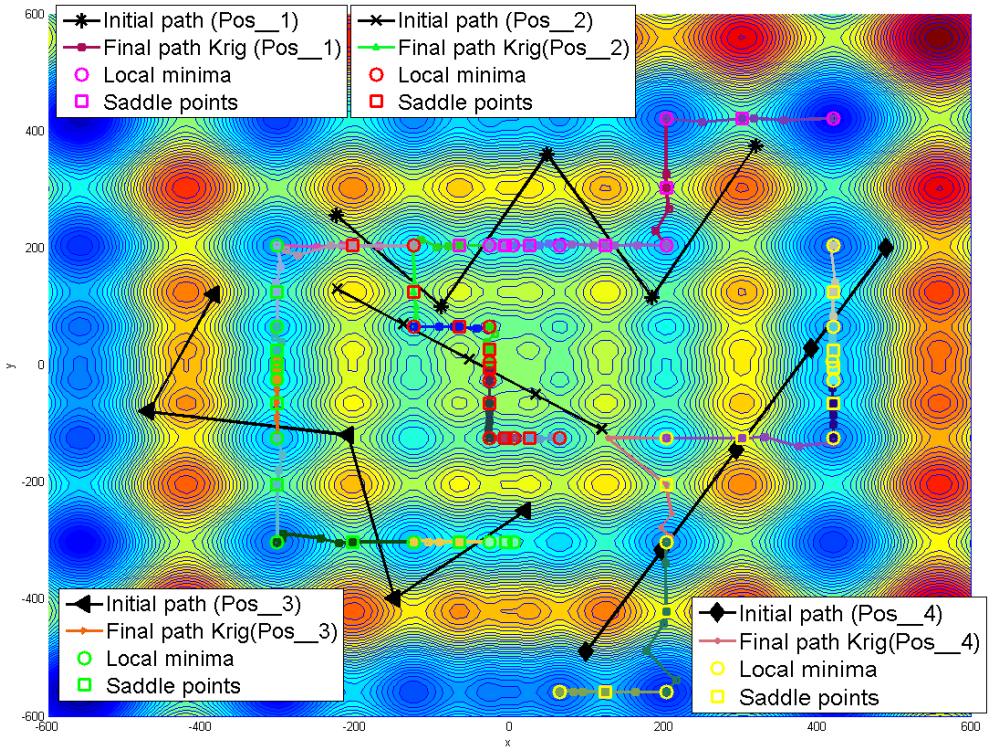 600
400
200
0
-200
-400
-600
y
Initial path (Pos__1)
Final path Krig (Pos__1)
Local minima
Saddle points
Initial path (Pos__2)
Final path Krig(Pos__2)
Local minima
Saddle points
Initial path (Pos__3)
Final path Krig(Pos__3)
Local minima
Saddle points
Initial path (Pos__4)
Final path Krig(Pos__4)
Local minima
Saddle points
-600 -400 -200 0 200 400 600
x